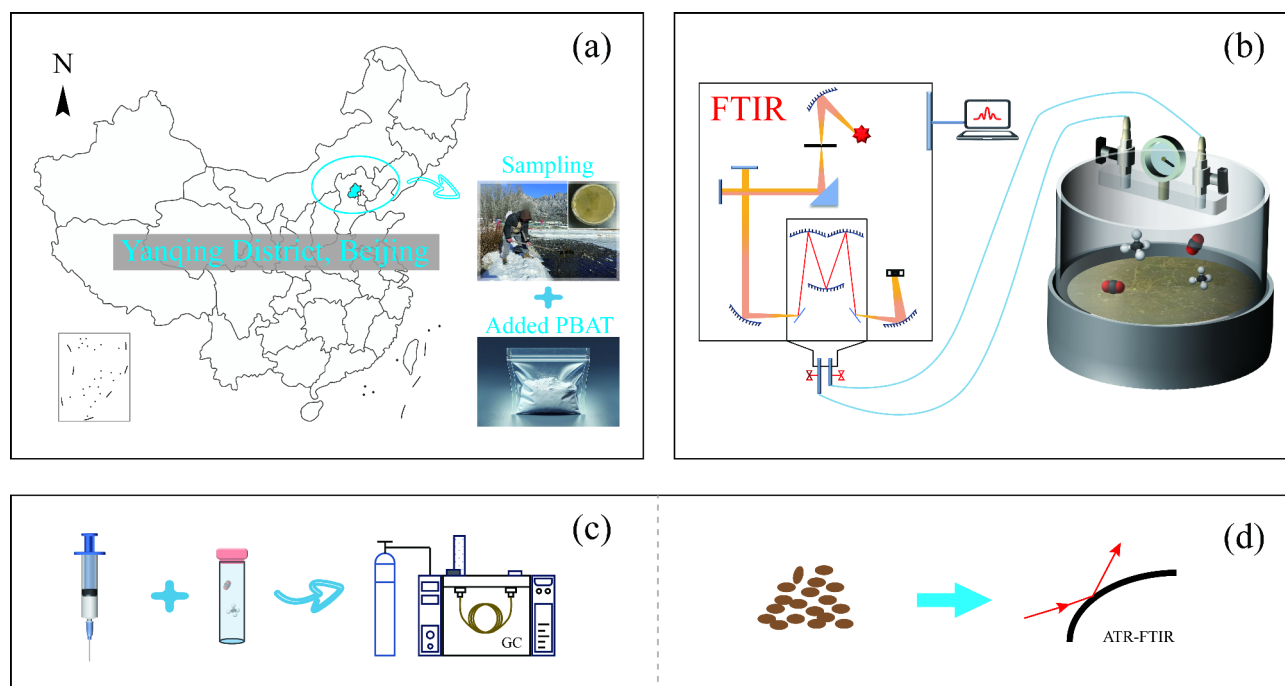 (a)
N
Sampling
Yanqing District, Beijing
Added PBAT
(b)
FTIR
(c)
GC
(d)
ATR-FTIR